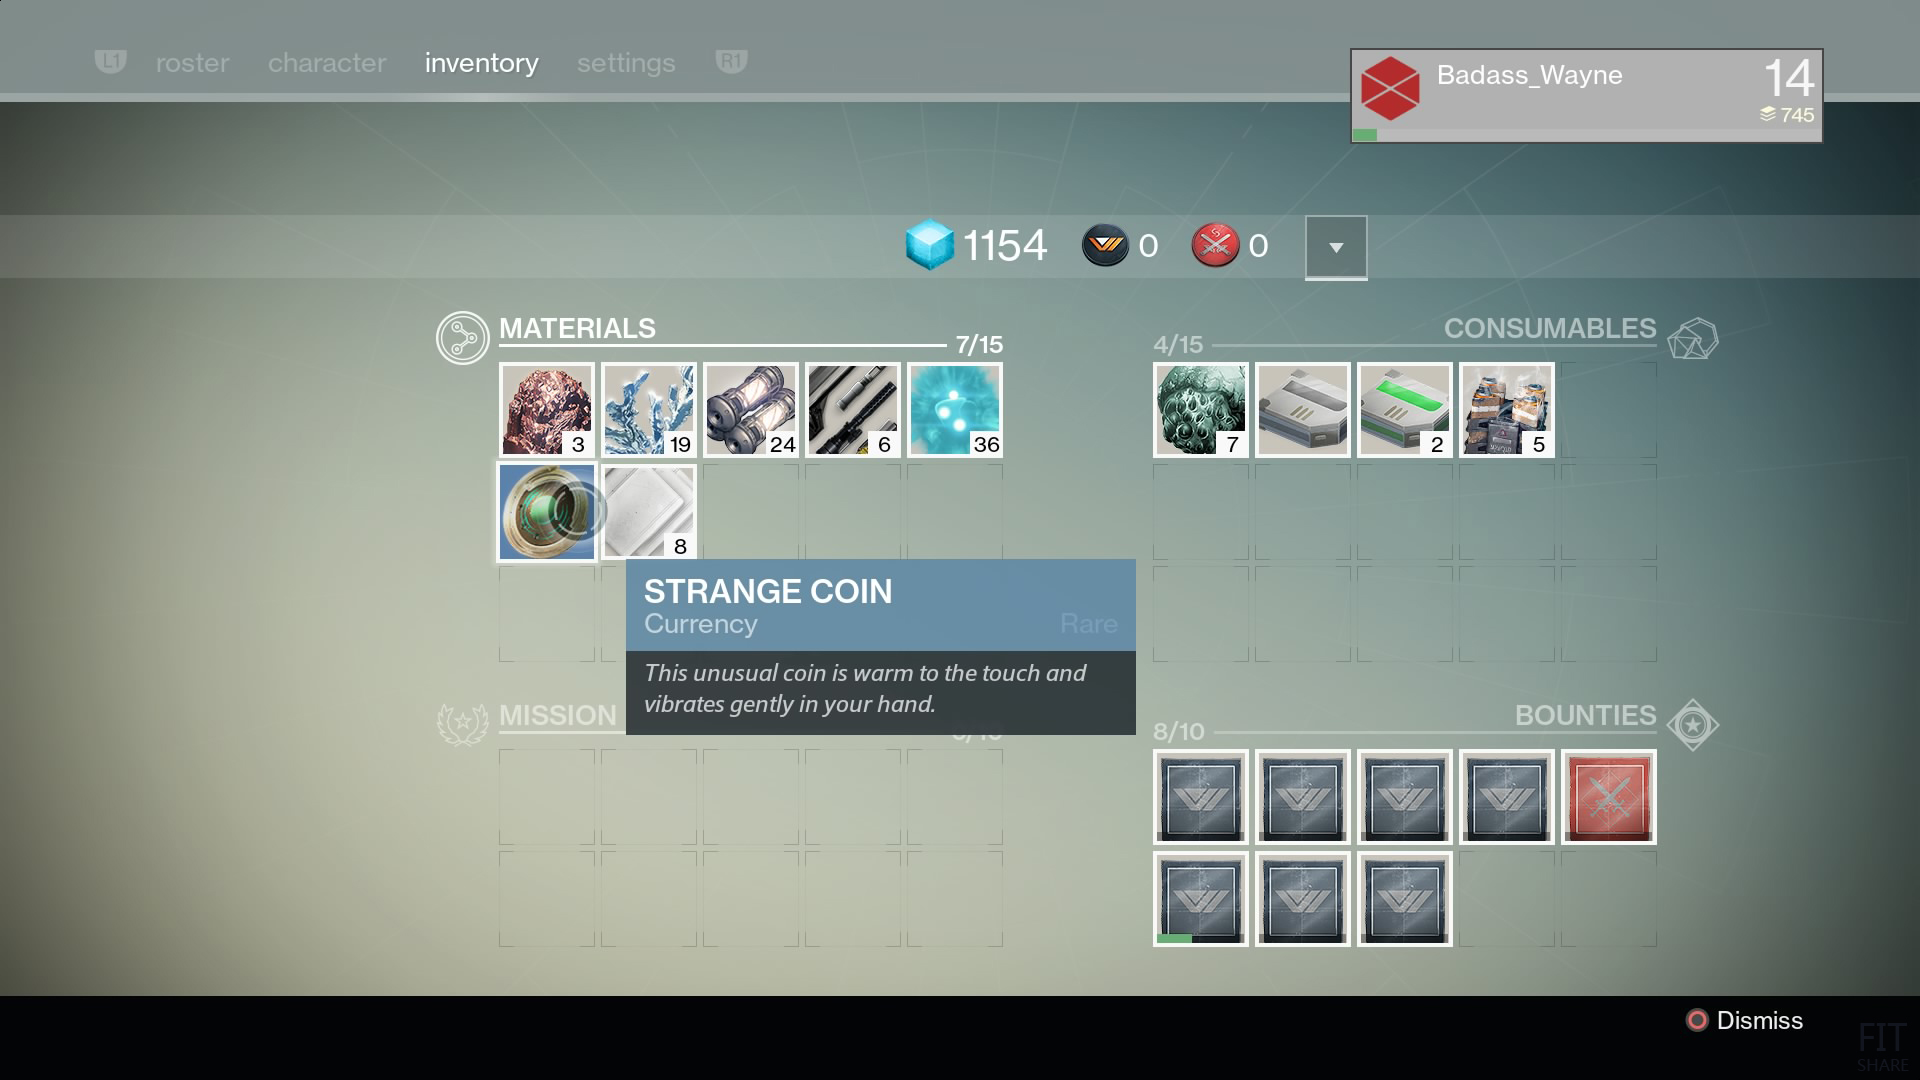 L1 roster character inventory settings R1
Badass_Wayne 14
745
1154 0 0
MATERIALS 7/15
4/15 CONSUMABLES
3 19 24 6 36
7 2 5
8
STRANGE COIN
Currency Rare
This unusual coin is warm to the touch and
vibrates gently in your hand.
MISSION
8/10 BOUNTIES
Dismiss
FIT
SHARE